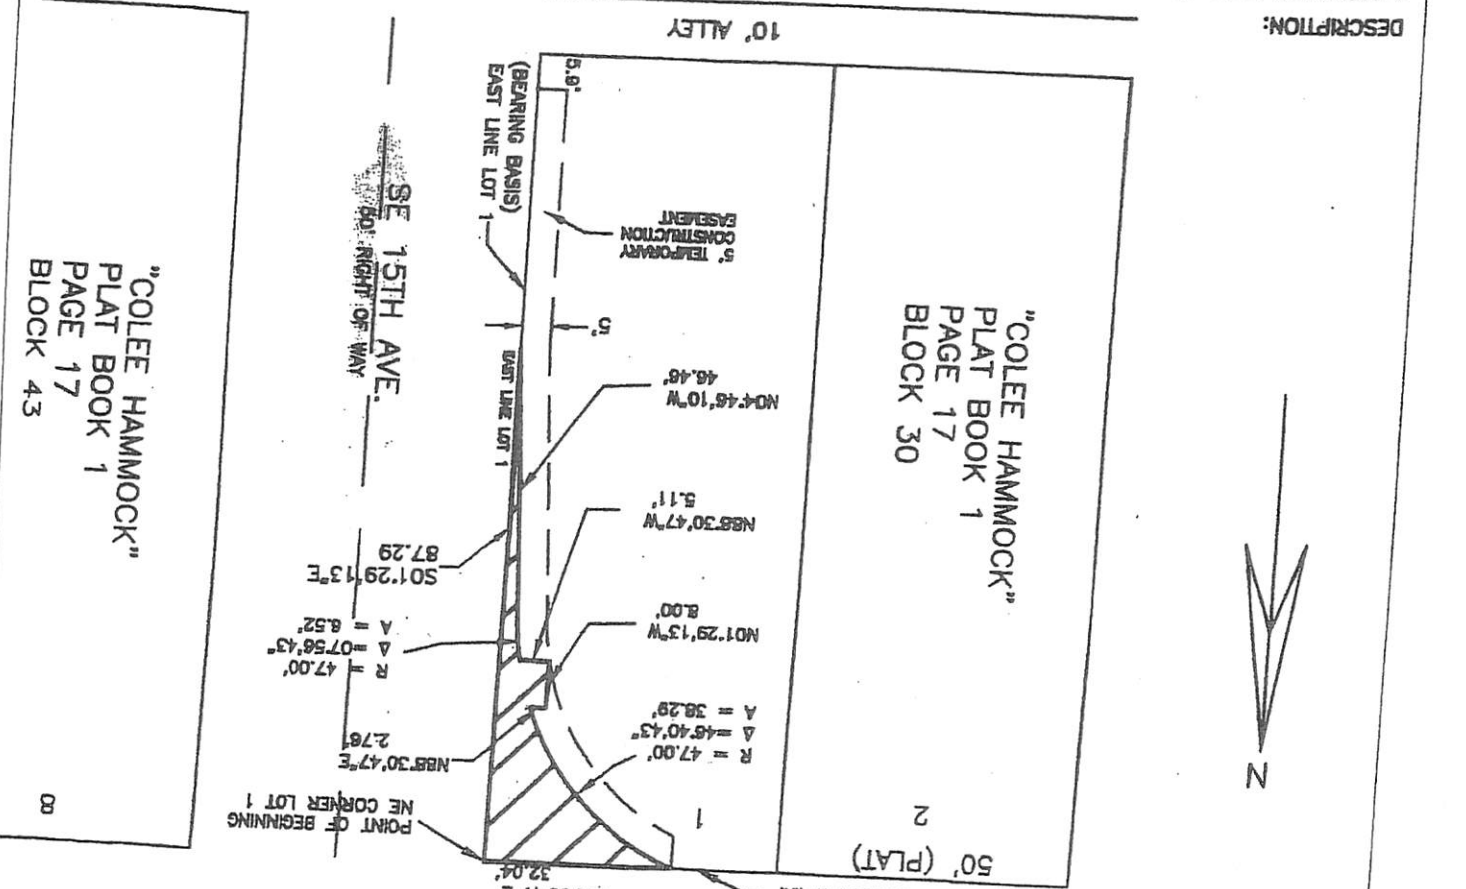 32.04'
50' (PLAT)
2
1
8
N
POINT OF BEGINNING
NE CORNER LOT 1
N88°30'47"E
2.76'
R = 47.00'
Δ =46°40'43"
A = 38.29'
N01°29'13"W
8.00'
R = 47.00'
Δ =07°56'43"
A = 6.52'
S01°29'13"E
87.29
N88°30'47"W
5.11'
N04°46'10"W
46.46'
EAST LINE LOT 1
5'
"COLEE HAMMOCK"
PLAT BOOK 1
PAGE 17
BLOCK 30
"COLEE HAMMOCK"
PLAT BOOK 1
PAGE 17
BLOCK 43
SE 15TH AVE.
60' RIGHT OF WAY
5' TEMPORARY
CONSTRUCTION
EASEMENT
EAST LINE LOT 1
(BEARING BASIS)
5.9'
10' ALLEY
DESCRIPTION: